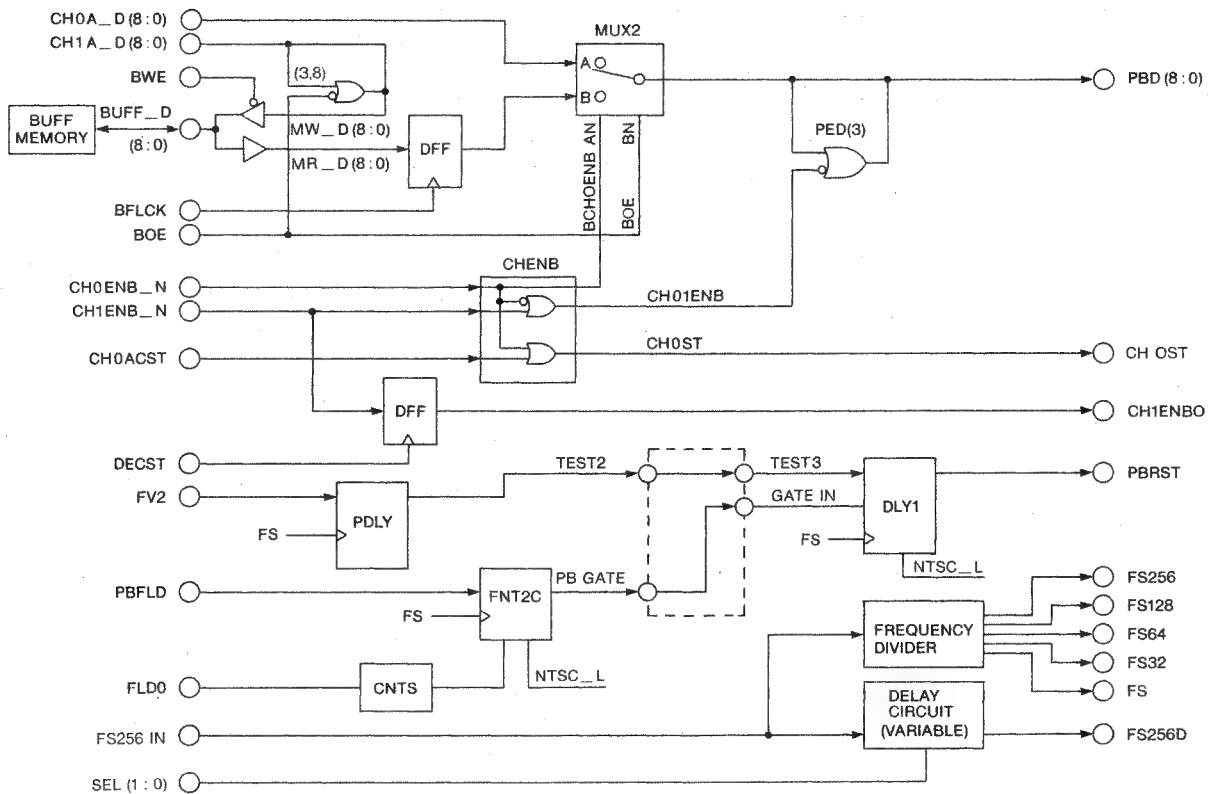 CH0A_D(8:0)
CH1A_D(8:0)
MUX2
BWE
(3,8)
A
PBD (8:0)
BUFF MEMORY
BUFF_D
(8:0)
MW_D(8:0)
B
MR_D(8:0)
DFF
PED(3)
BCHOENB AN
BOE BN
BFLCK
BOE
CHENB
CH0ENB_N
CH01ENB
CH1ENB_N
CH0ST
CH OST
CH0ACST
DFF
CH1ENBO
DECST
TEST2
TEST3
PBRST
FV2
GATE IN
PDLY
DLY1
FS
FS
NTSC_L
PBFLD
PB GATE
FS256
FNT2C
FS128
FS
FREQUENCY
DIVIDER
FS64
FS32
NTSC_L
FLD0
CNTS
FS
DELAY
CIRCUIT
(VARIABLE)
FS256 IN
FS256D
SEL (1 : 0)